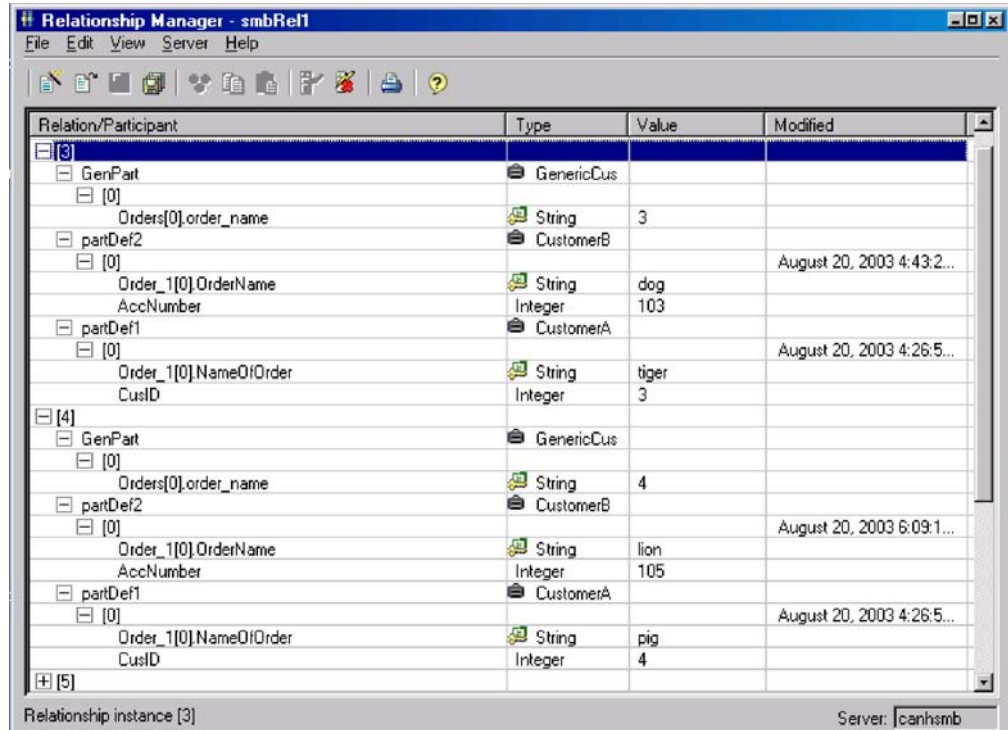 Relationship Manager - smbRel1
File Edit View Server Help
Relation/Participant Type Value Modified
[3]
GenPart GenericCus
[0]
Orders[0].order_name String 3
partDef2 CustomerB
[0] August 20, 2003 4:43:2...
Order_1[0].OrderName String dog
AccNumber Integer 103
partDef1 CustomerA
[0] August 20, 2003 4:26:5...
Order_1[0].NameOfOrder String tiger
CusID Integer 3
[4]
GenPart GenericCus
[0]
Orders[0].order_name String 4
partDef2 CustomerB
[0] August 20, 2003 6:09:1...
Order_1[0].OrderName String lion
AccNumber Integer 105
partDef1 CustomerA
[0] August 20, 2003 4:26:5...
Order_1[0].NameOfOrder String pig
CusID Integer 4
[5]
Relationship instance [3] Server: canhsmb